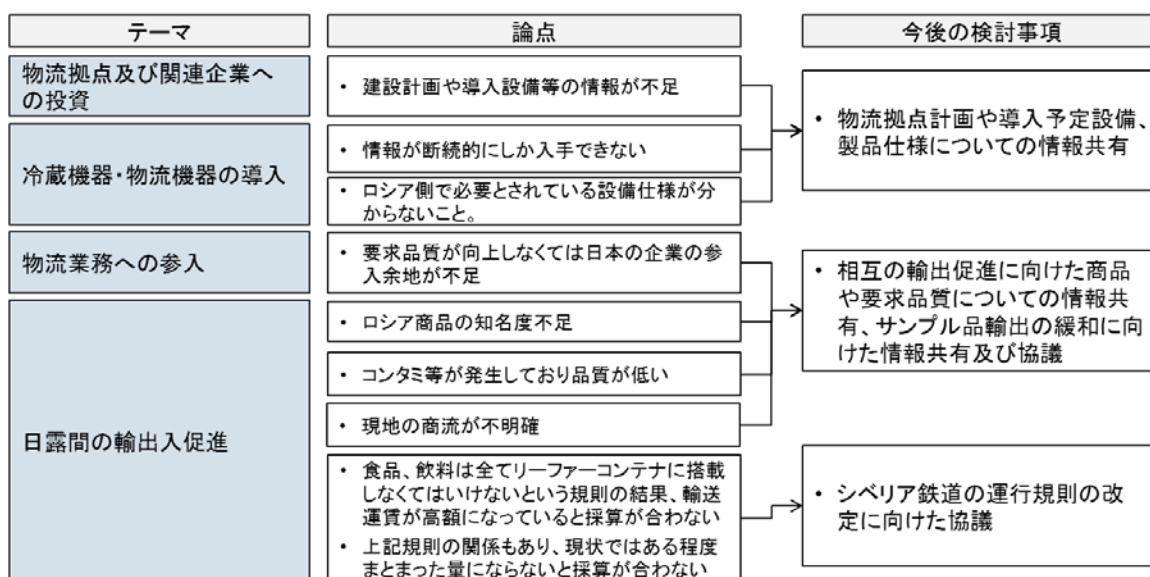 テーマ
論点
今後の検討事項
物流拠点及び関連企業へ
の投資
・ 建設計画や導入設備等の情報が不足
冷蔵機器・物流機器の導入
・ 情報が断続的にしか入手できない
・ ロシア側で必要とされている設備仕様が分
からないこと。
・ 物流拠点計画や導入予定設備、
製品仕様についての情報共有
物流業務への参入
・ 要求品質が向上しなくては日本の企業の参
入余地が不足
日露間の輸出入促進
・ ロシア商品の知名度不足
・ コンタミ等が発生しており品質が低い
・ 現地の商流が不明確
・ 相互の輸出促進に向けた商品
や要求品質についての情報共
有、サンプル品輸出の緩和に向
けた情報共有及び協議
・ 食品、飲料は全てリーファーコンテナに搭載
しなくてはいけないという規則の結果、輸送
運賃が高額になっていると採算が合わない
・ 上記規則の関係もあり、現状ではある程度
まとまった量にならないと採算が合わない
・ シベリア鉄道の運行規則の改
定に向けた協議